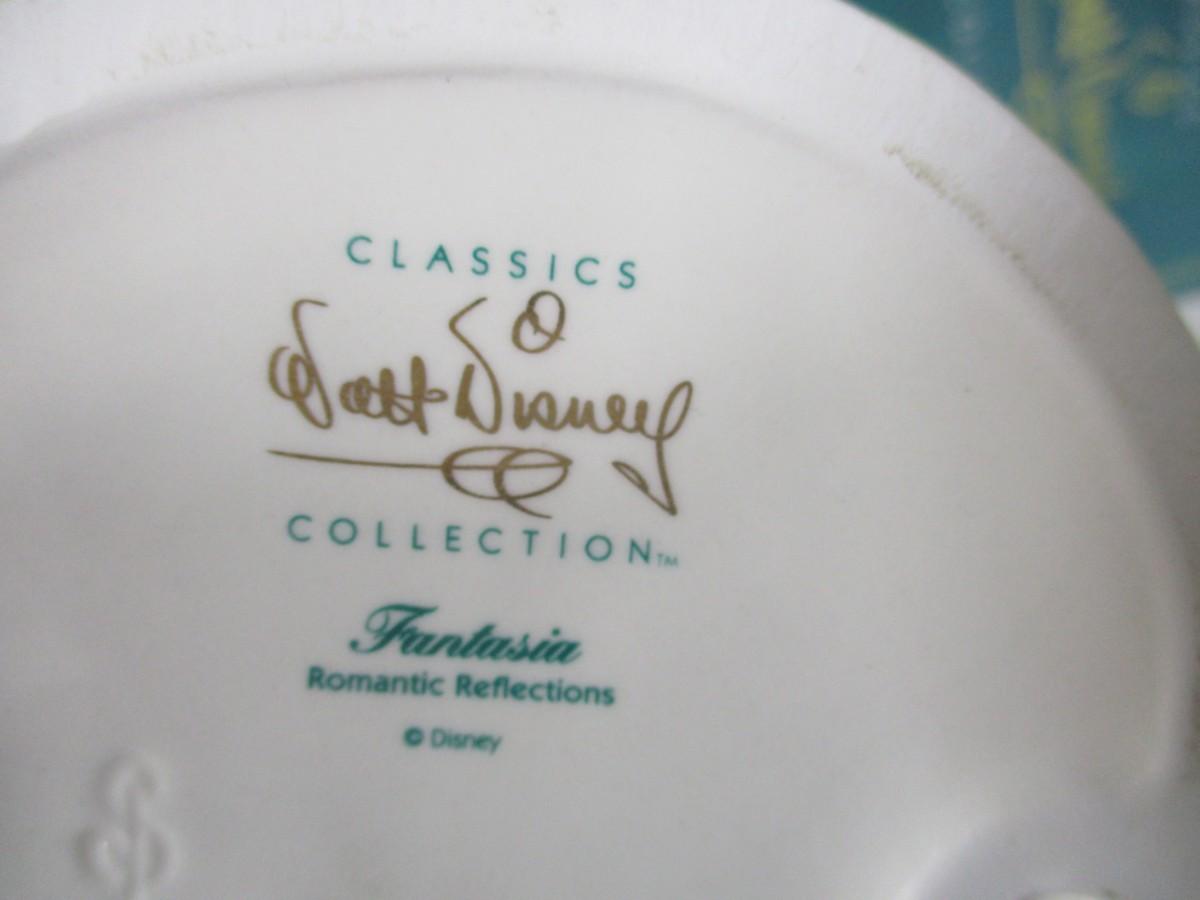 CLASSICS
Walt Disney
COLLECTION™
Fantasia
Romantic Reflections
© Disney